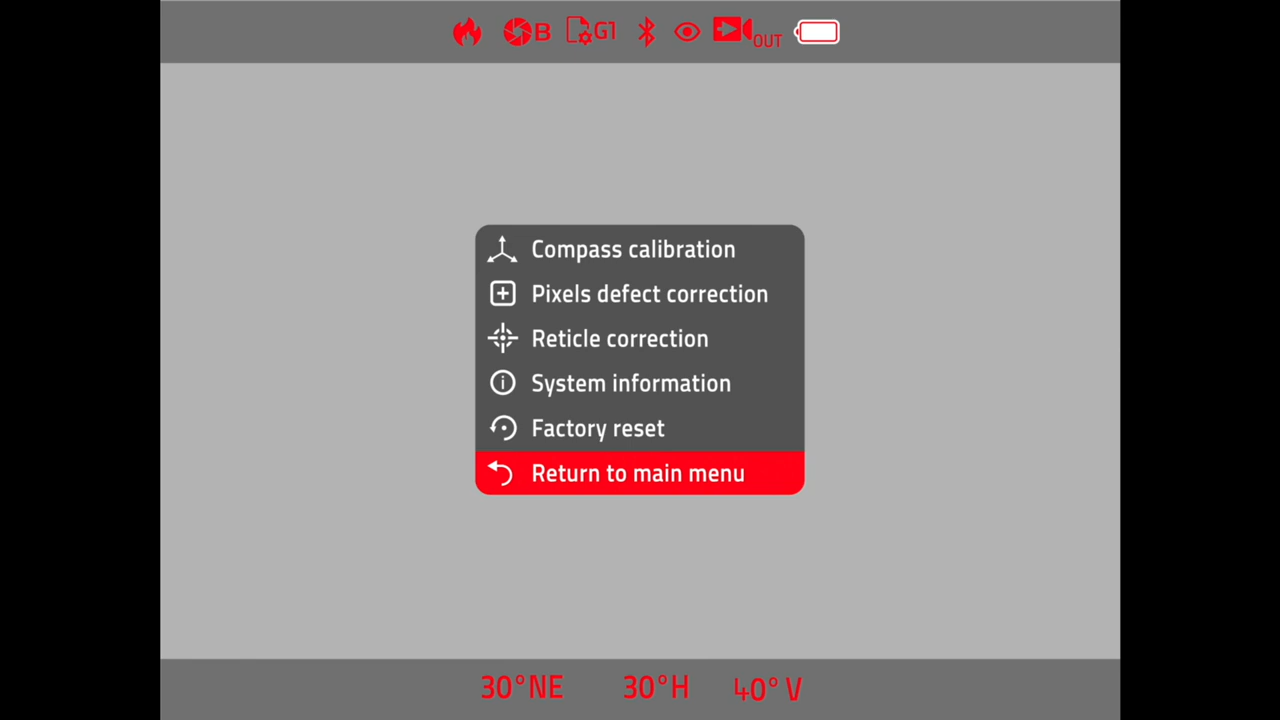 B G1 OUT
Compass calibration
Pixels defect correction
Reticle correction
System information
Factory reset
Return to main menu
30°NE 30°H 40°V